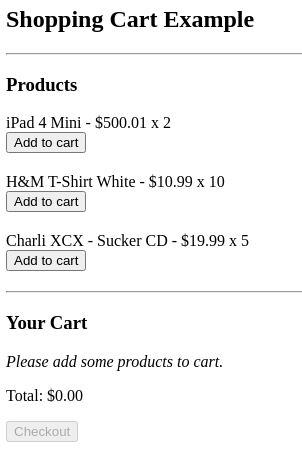 Shopping Cart Example
Products
iPad 4 Mini - $500.01 x 2
Add to cart
H&M T-Shirt White - $10.99 x 10
Add to cart
Charli XCX - Sucker CD - $19.99 x 5
Add to cart
Your Cart
Please add some products to cart.
Total: $0.00
Checkout